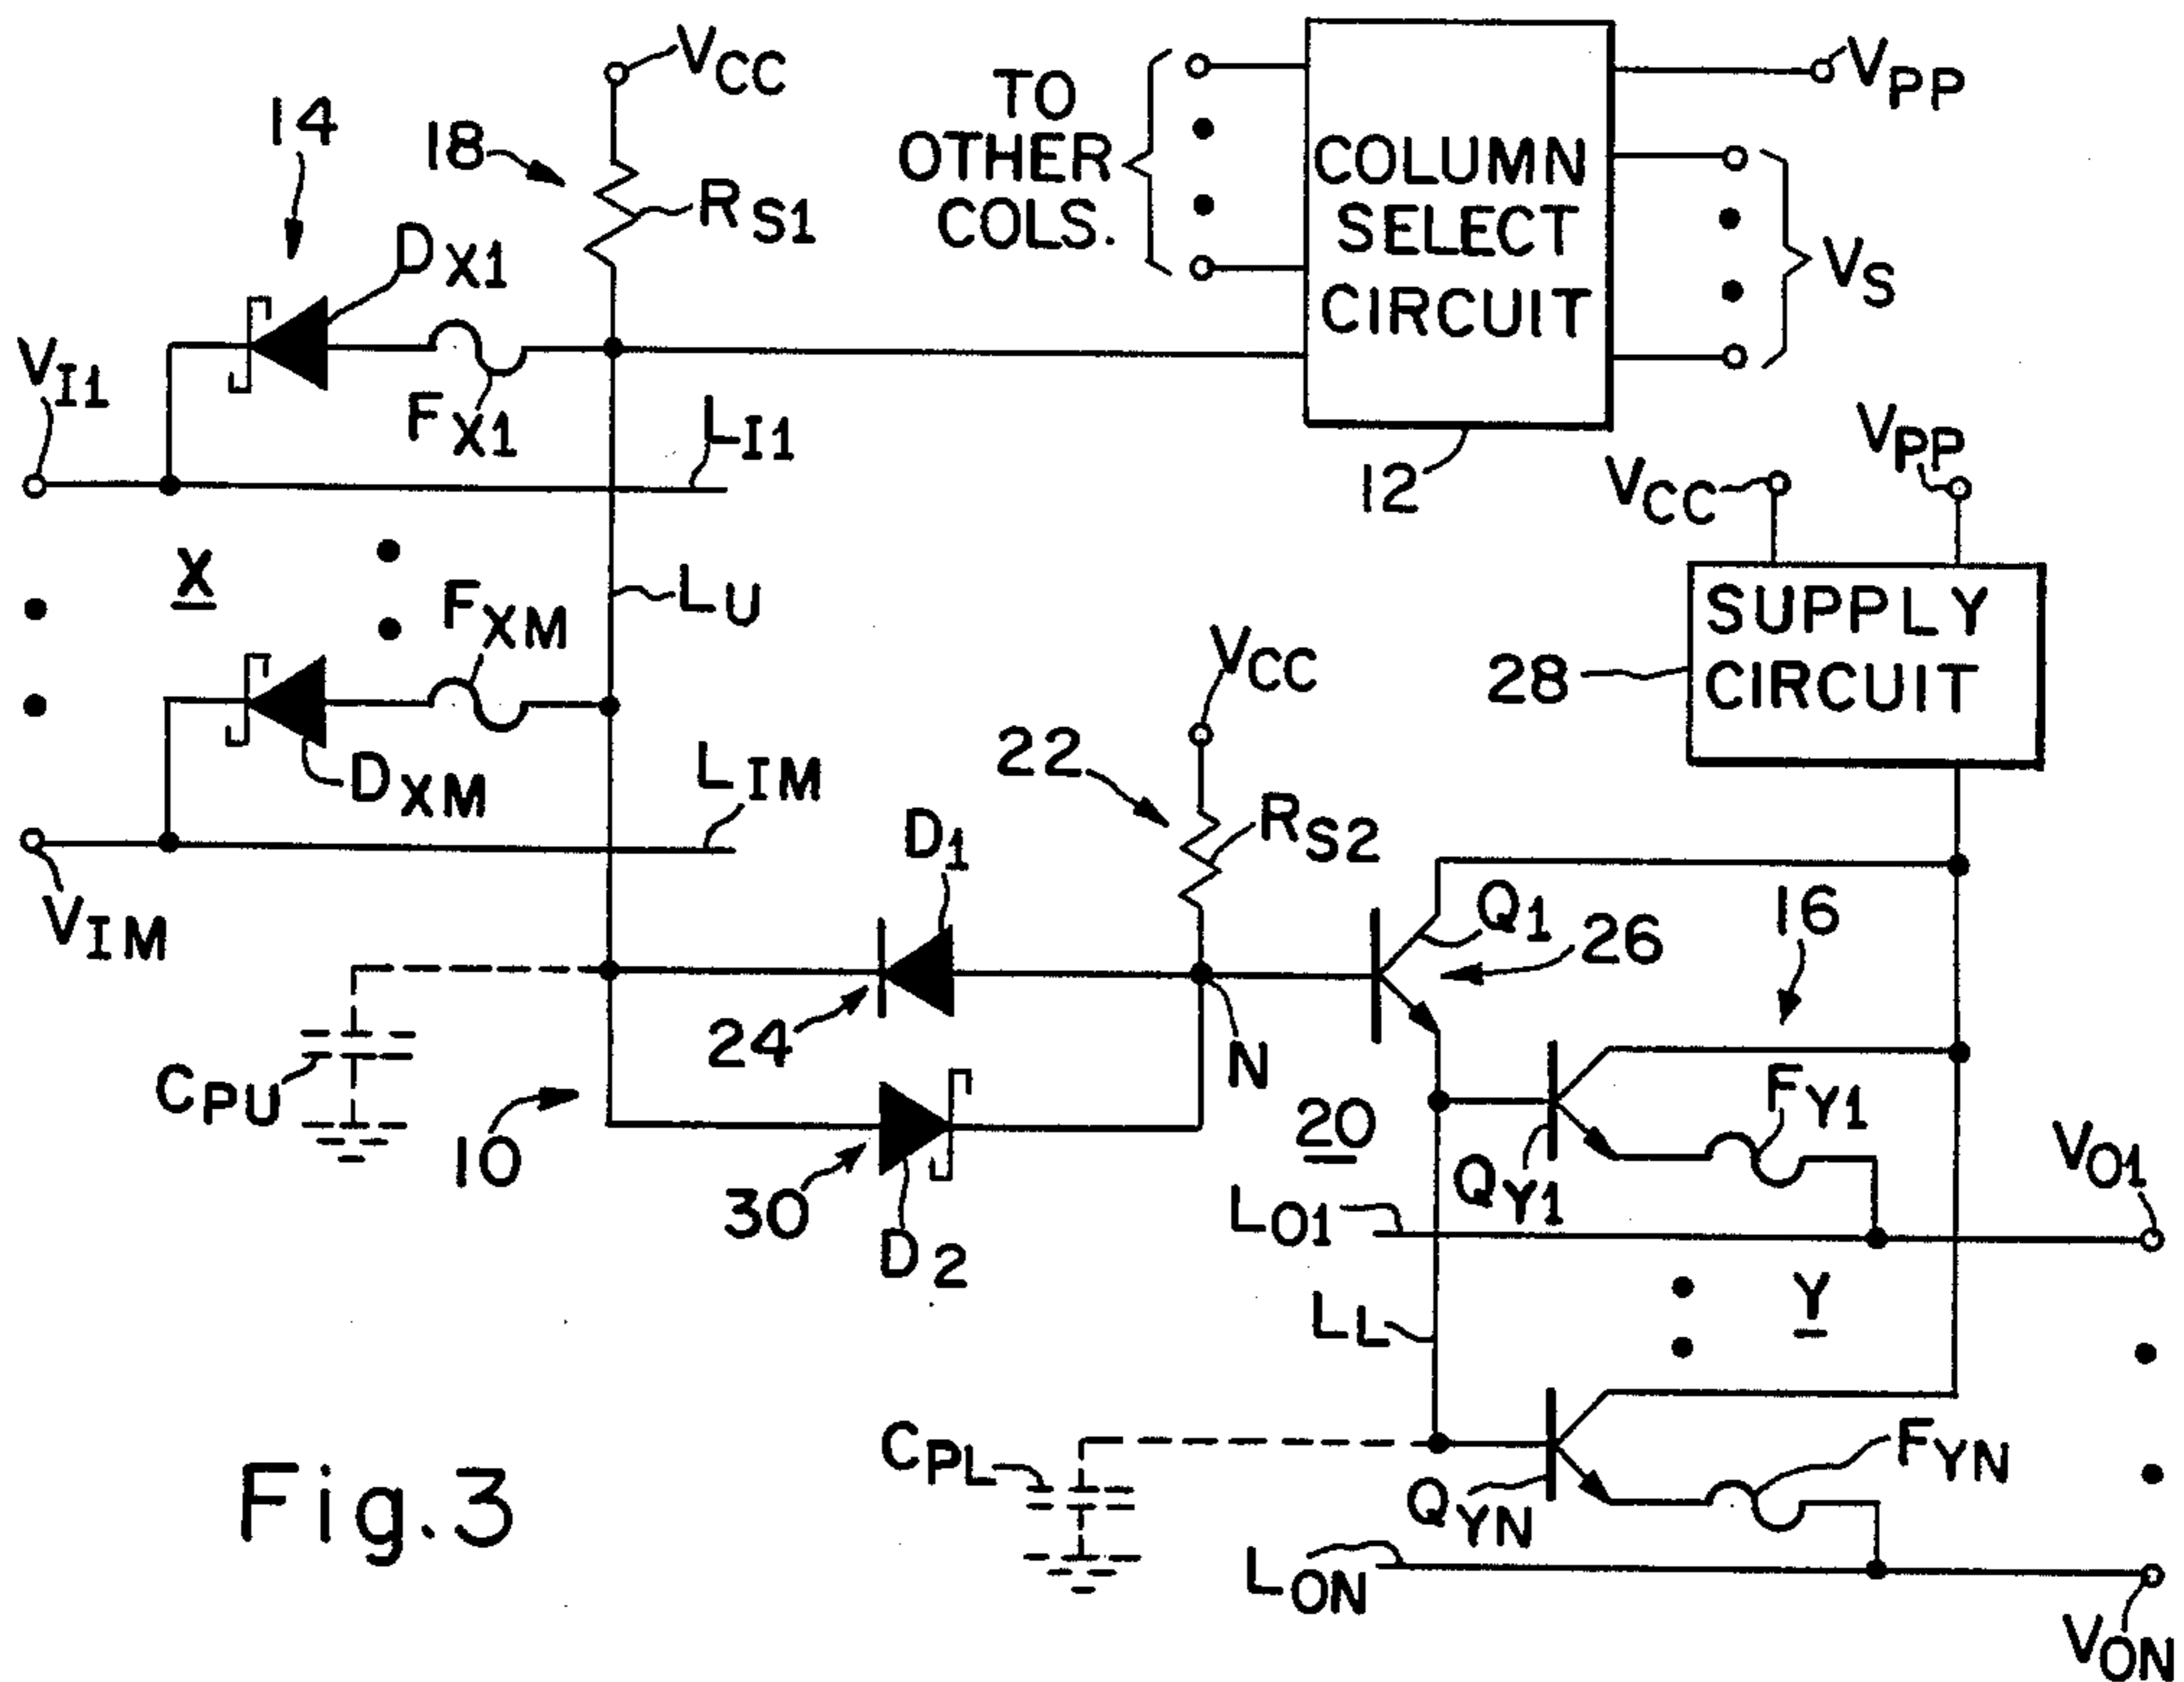 VCC
14
18
RS1
DX1
TO
OTHER
COLS.
COLUMN
SELECT
CIRCUIT
VPP
VS
VI1
FX1
LI1
12
VCC
VPP
X
FXM
LU
SUPPLY
CIRCUIT
28
VCC
22
DXM
LIM
RS2
D1
VIM
Q1
26
16
24
N
CPU
10
20
FY1
30
QY1
VO1
LO1
D2
Y
LL
CPL
FYN
QYN
LON
VON
Fig.3